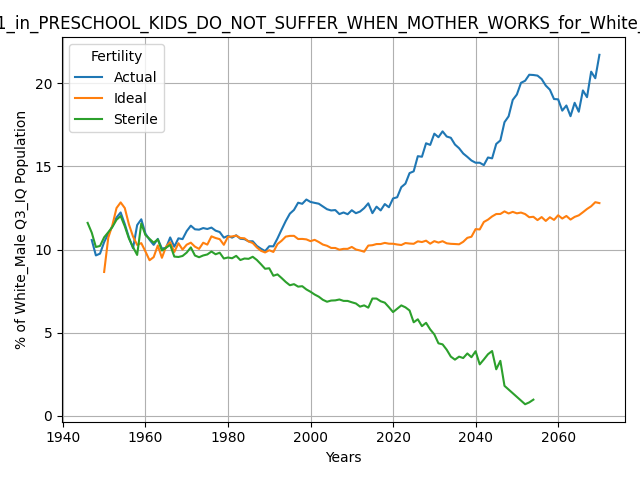 1_in_PRESCHOOL_KIDS_DO_NOT_SUFFER_WHEN_MOTHER_WORKS_for_White_
Fertility
Actual
Ideal
Sterile
% of White_Male Q3_IQ Population
20
15
10
5
0
1940
1960
1980
2000
2020
2040
2060
Years